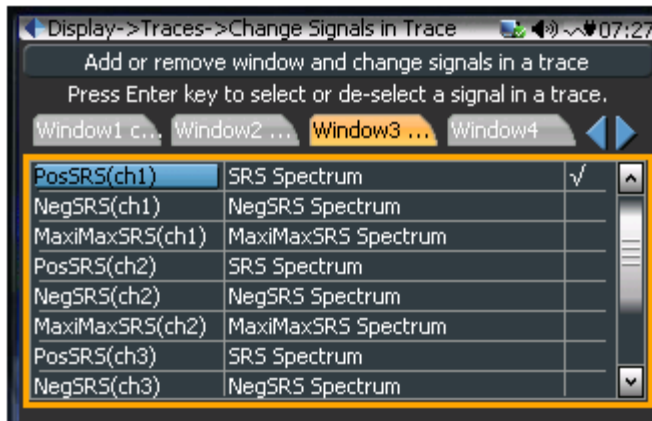 Display->Traces->Change Signals in Trace 07:27
Add or remove window and change signals in a trace
Press Enter key to select or de-select a signal in a trace.
Window1 c... Window2 ... Window3 ... Window4
PosSRS(ch1) SRS Spectrum √
NegSRS(ch1) NegSRS Spectrum
MaxiMaxSRS(ch1) MaxiMaxSRS Spectrum
PosSRS(ch2) SRS Spectrum
NegSRS(ch2) NegSRS Spectrum
MaxiMaxSRS(ch2) MaxiMaxSRS Spectrum
PosSRS(ch3) SRS Spectrum
NegSRS(ch3) NegSRS Spectrum